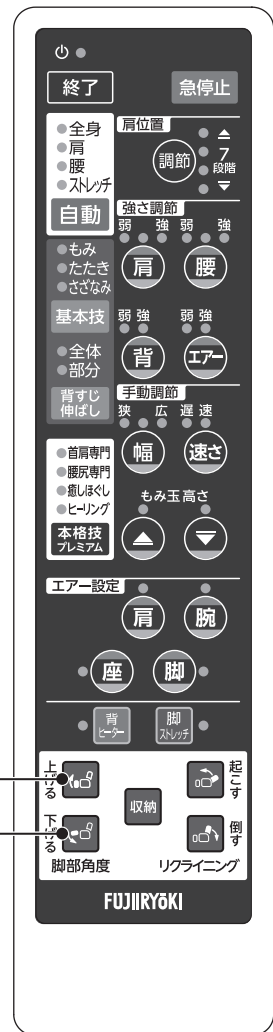 終了
急停止
全身
肩
腰
ストレッチ
自動
肩位置
調節
7
段階
強さ調節
弱 強 弱 強
肩
腰
もみ
たたき
さざなみ
基本技
弱 強 弱 強
背
エアー
全体
部分
背すじ
伸ばし
手動調節
狭 広 遅 速
幅
速さ
首肩専門
腰尻専門
癒しほぐし
ヒーリング
本格技
プレミアム
もみ玉高さ
エアー設定
肩
腕
座
脚
背
ヒーター
脚
ストレッチ
上げる
起こす
収納
下げる
倒す
脚部角度
リクライニング
FUJIIRYOKI